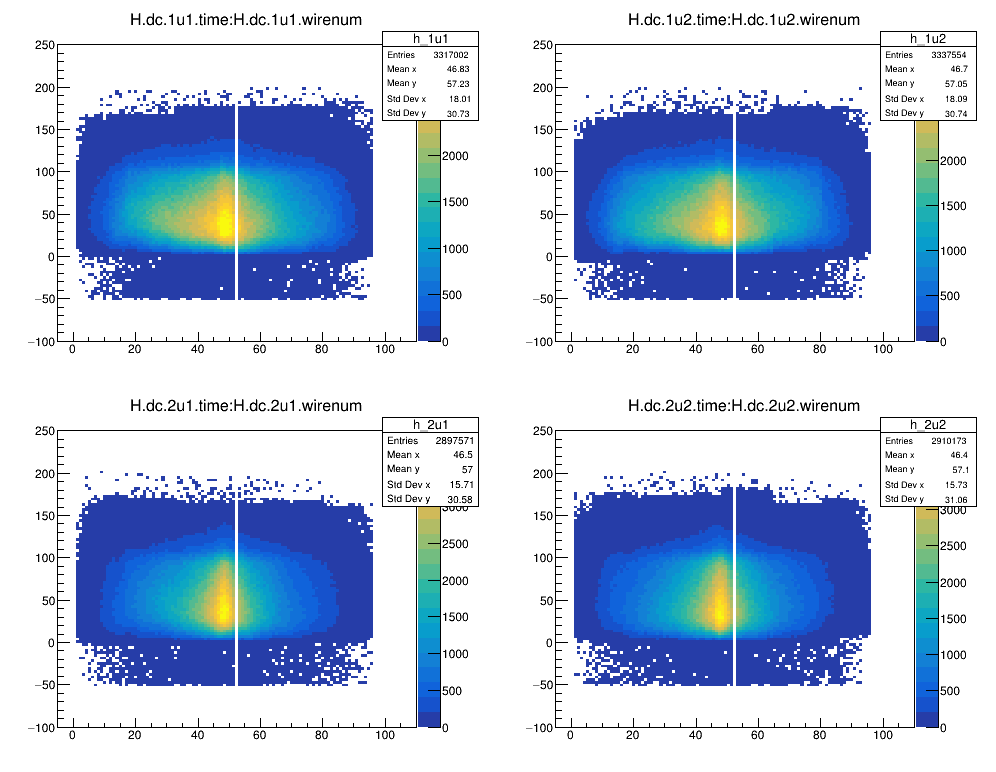 H.dc.1u1.time:H.dc.1u1.wirenum
h_1u1
Entries 3317002
Mean x 46.83
Mean y 57.23
Std Dev x 18.01
Std Dev y 30.73
250
200
150
100
50
0
−50
−100
0 20 40 60 80 100
2000
1500
1000
500
0
H.dc.1u2.time:H.dc.1u2.wirenum
h_1u2
Entries 3337554
Mean x 46.7
Mean y 57.05
Std Dev x 18.09
Std Dev y 30.74
250
200
150
100
50
0
−50
−100
0 20 40 60 80 100
2000
1500
1000
500
0
H.dc.2u1.time:H.dc.2u1.wirenum
h_2u1
Entries 2897571
Mean x 46.5
Mean y 57
Std Dev x 15.71
Std Dev y 30.58
250
200
150
100
50
0
−50
−100
0 20 40 60 80 100
3000
2500
2000
1500
1000
500
0
H.dc.2u2.time:H.dc.2u2.wirenum
h_2u2
Entries 2910173
Mean x 46.4
Mean y 57.1
Std Dev x 15.73
Std Dev y 31.06
250
200
150
100
50
0
−50
−100
0 20 40 60 80 100
3000
2500
2000
1500
1000
500
0